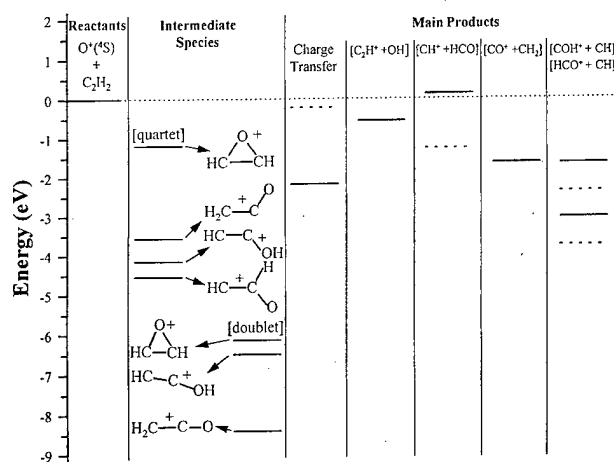 Reactants
O⁺(⁴S)
+
C₂H₂
Intermediate
Species
Main Products
Charge
Transfer
[C₂H⁺ +OH]
[CH⁺ +HCO]
[CO⁺ +CH₂]
[COH⁺ + CH]
[HCO⁺ + CH]
Energy (eV)
2
1
0
-1
-2
-3
-4
-5
-6
-7
-8
-9
[quartet]
O+
HC CH
O
H₂C C +
HC C +
OH
H
HC + C
O
[doublet]
O+
HC CH
HC C +
OH
H₂C + C O